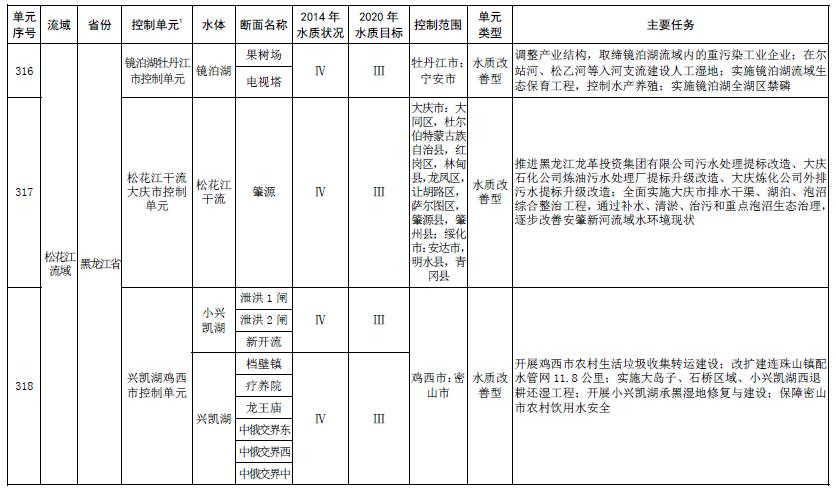 单元
序号
流域
省份
控制单元¹
水体
断面名称
2014 年
水质状况
2020 年
水质目标
控制范围
单元
类型
主要任务
松花江
流域
黑龙江省
316
镜泊湖牡丹江
市控制单元
镜泊湖
果树场
电视塔
Ⅳ
Ⅲ
牡丹江市：
宁安市
水质改
善型
调整产业结构，取缔镜泊湖流域内的重污染工业企业；在尔
站河、松乙河等入河支流建设人工湿地；实施镜泊湖流域生
态保育工程，控制水产养殖；实施镜泊湖全湖区禁磷
317
松花江干流
大庆市控制
单元
松花江
干流
肇源
Ⅳ
Ⅲ
大庆市：大
同区，杜尔
伯特蒙古族
自治县，红
岗区，林甸
县，龙凤区，
让胡路区，
萨尔图区，
肇源县，肇
州县；绥化
市：安达市，
明水县，青
冈县
水质改
善型
推进黑龙江龙革投资集团有限公司污水处理提标改造、大庆
石化公司炼油污水处理厂提标升级改造、大庆炼化公司外排
污水提标升级改造；全面实施大庆市排水干渠、湖泊、泡沼
综合整治工程，通过补水、清淤、治污和重点泡沼生态治理，
逐步改善安肇新河流域水环境现状
318
兴凯湖鸡西
市控制单元
小兴
凯湖
泄洪 1 闸
泄洪 2 闸
新开流
Ⅳ
Ⅲ
兴凯湖
档壁镇
疗养院
龙王庙
中俄交界东
中俄交界西
中俄交界中
Ⅳ
Ⅲ
鸡西市：密
山市
水质改
善型
开展鸡西市农村生活垃圾收集转运建设；改扩建连珠山镇配
水管网 11.8 公里；实施大岛子、石桥区域、小兴凯湖西退
耕还湿工程；开展小兴凯湖承黑湿地修复与建设；保障密山
市农村饮用水安全